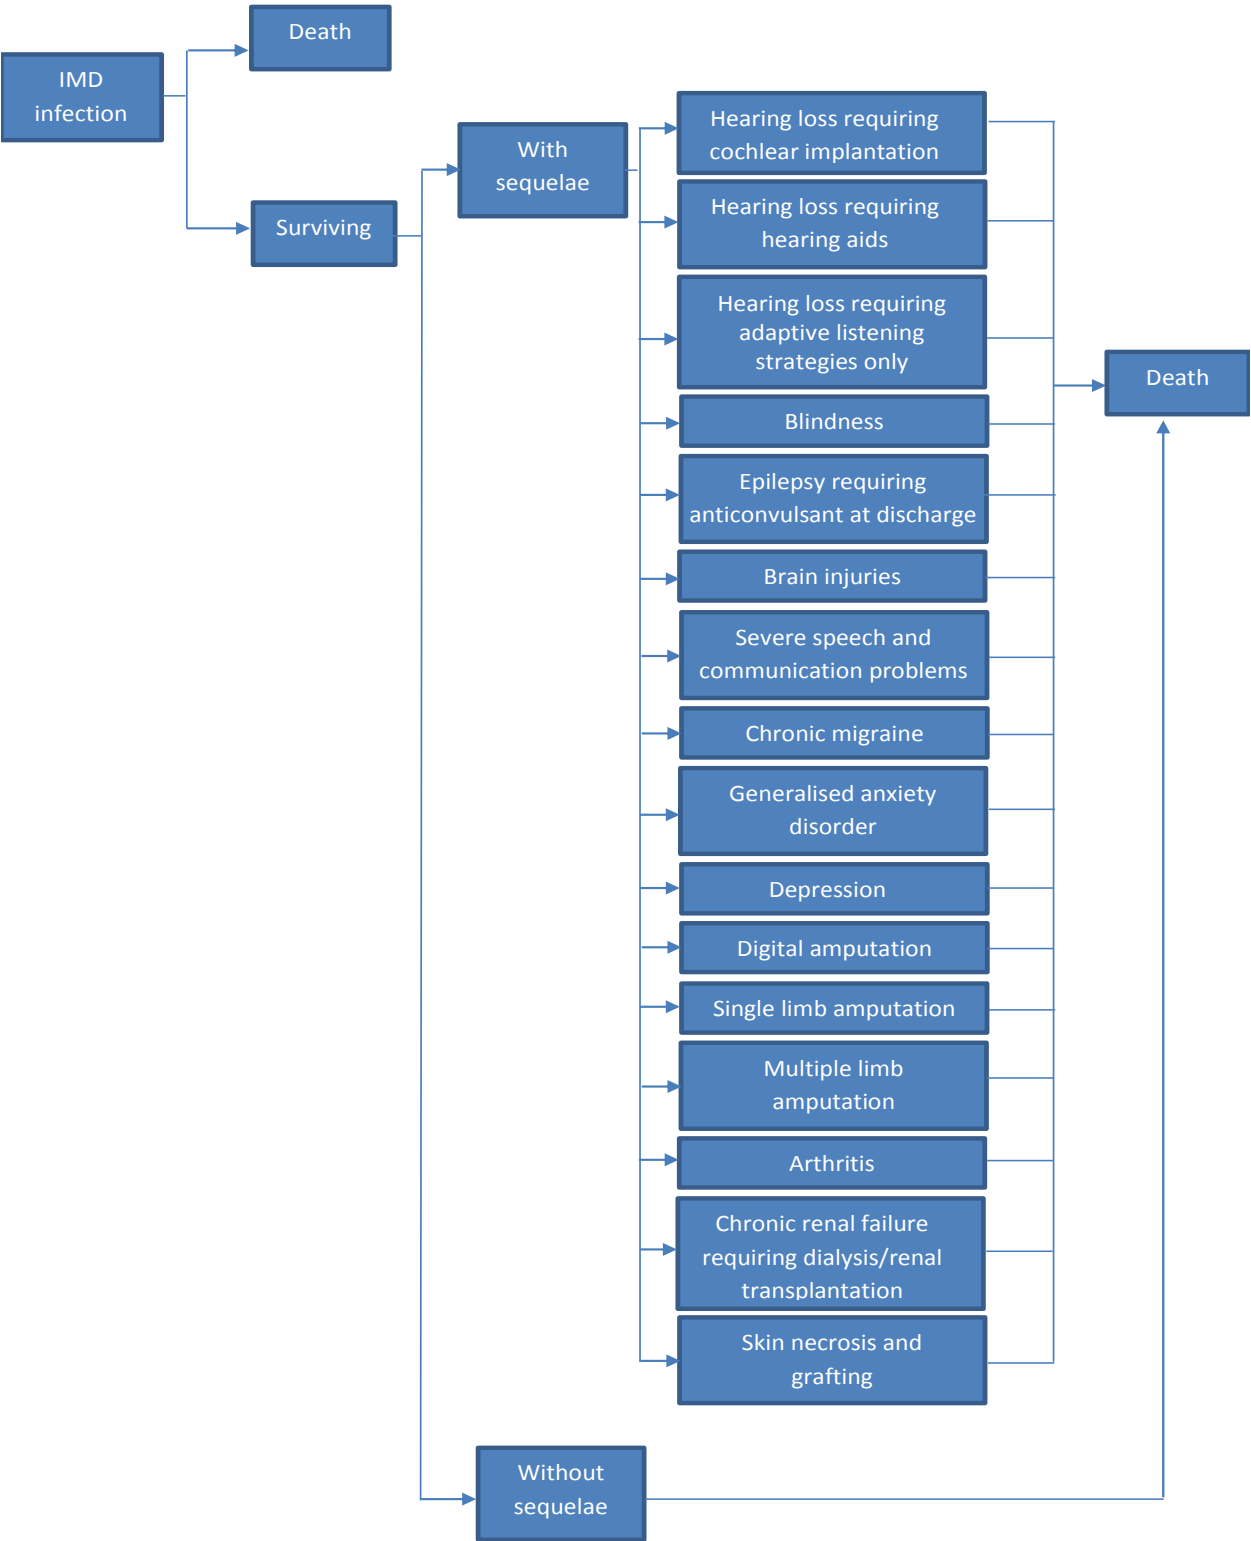 Death
IMD
infection
Surviving
With
sequelae
Hearing loss requiring
cochlear implantation
Hearing loss requiring
hearing aids
Hearing loss requiring
adaptive listening
strategies only
Blindness
Epilepsy requiring
anticonvulsant at discharge
Brain injuries
Severe speech and
communication problems
Chronic migraine
Generalised anxiety
disorder
Depression
Digital amputation
Single limb amputation
Multiple limb
amputation
Arthritis
Chronic renal failure
requiring dialysis/renal
transplantation
Skin necrosis and
grafting
Death
Without
sequelae